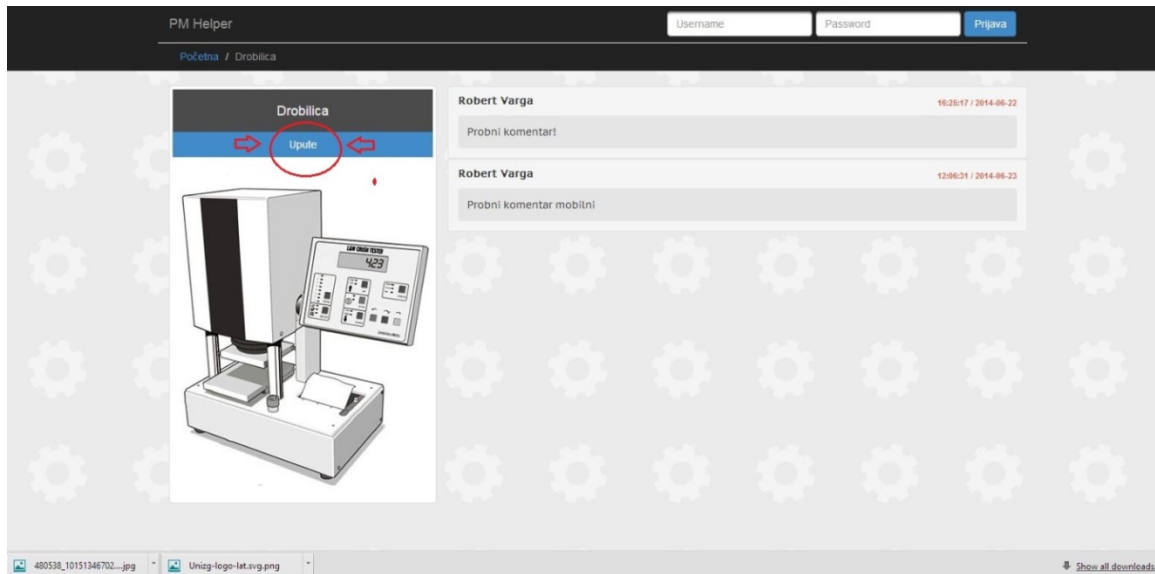 PM Helper
Username
Password
Prijava
Početna / Drobilica
Drobilica
Upute
Robert Varga
16:26:17 / 2014-06-22
Probni komentar!
Robert Varga
12:06:31 / 2014-06-23
Probni komentar mobilni
L&W CRUSH TESTER
423
480538_10151346702....jpg
Unizg-logo-lat.svg.png
Show all downloads